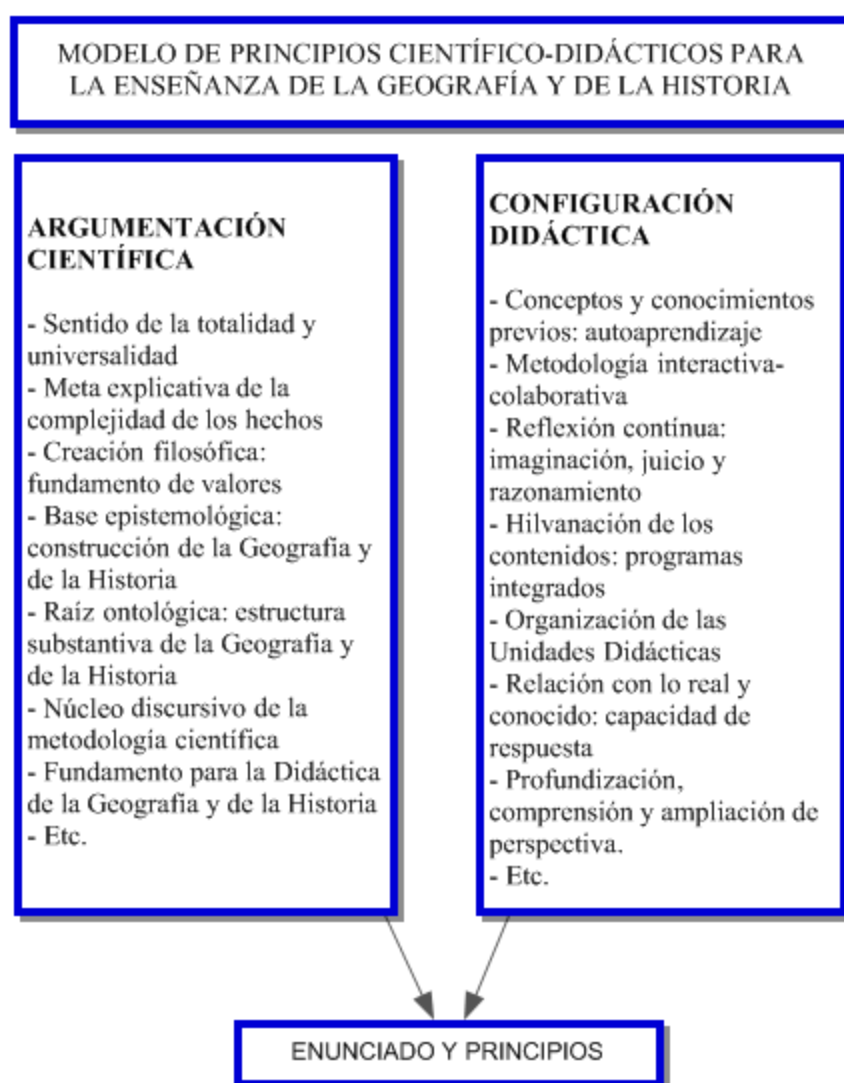 MODELO DE PRINCIPIOS CIENTÍFICO-DIDÁCTICOS PARA
LA ENSEÑANZA DE LA GEOGRAFÍA Y DE LA HISTORIA
ARGUMENTACIÓN
CIENTÍFICA
- Sentido de la totalidad y
universalidad
- Meta explicativa de la
complejidad de los hechos
- Creación filosófica:
fundamento de valores
- Base epistemológica:
construcción de la Geografía y
de la Historia
- Raíz ontológica: estructura
substantiva de la Geografía y
de la Historia
- Núcleo discursivo de la
metodología científica
- Fundamento para la Didáctica
de la Geografía y de la Historia
- Etc.
CONFIGURACIÓN
DIDÁCTICA
- Conceptos y conocimientos
previos: autoaprendizaje
- Metodología interactiva-
colaborativa
- Reflexión contínua:
imaginación, juicio y
razonamiento
- Hilvanación de los
contenidos: programas
integrados
- Organización de las
Unidades Didácticas
- Relación con lo real y
conocido: capacidad de
respuesta
- Profundización,
comprensión y ampliación de
perspectiva.
- Etc.
ENUNCIADO Y PRINCIPIOS